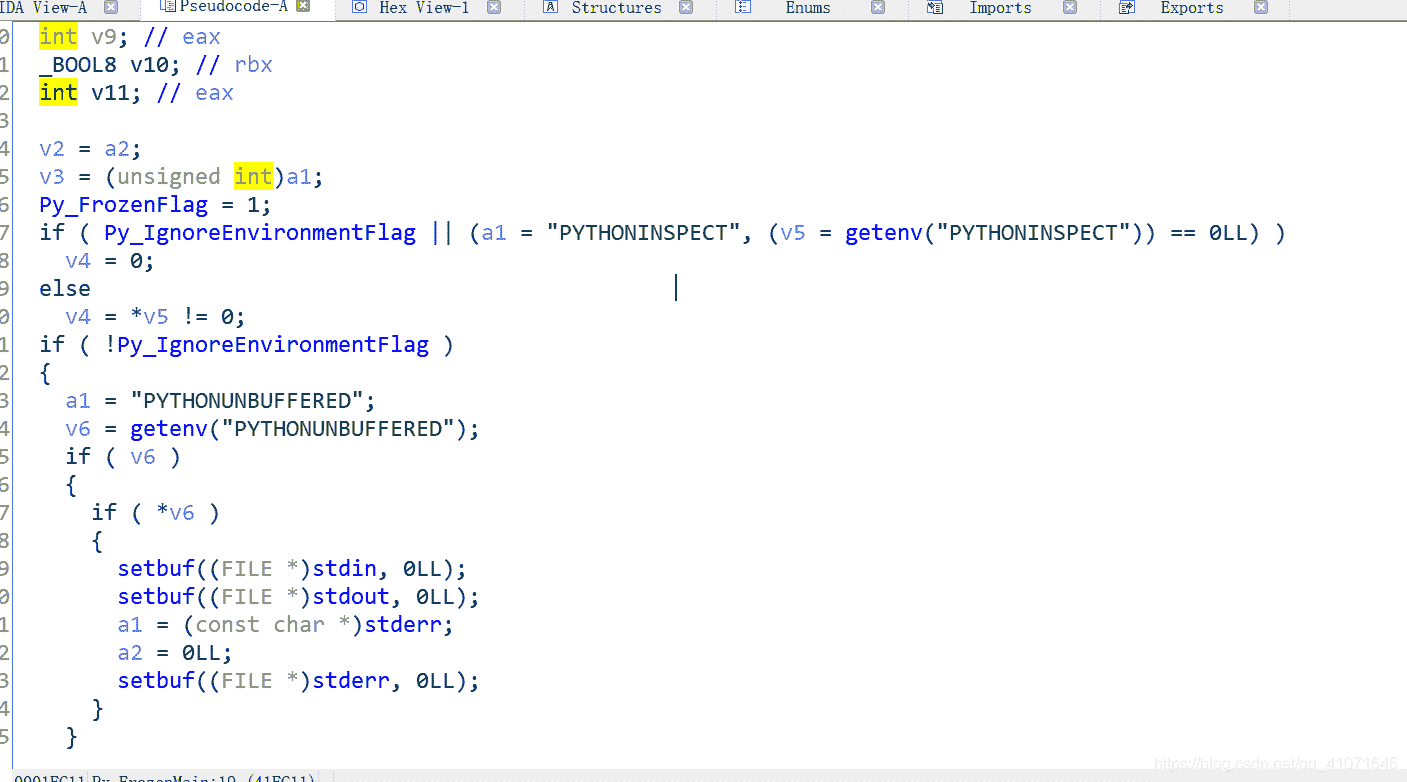 IDA View-A Pseudocode-A Hex View-1 Structures Enums Imports Exports
0 int v9; // eax
1 _BOOL8 v10; // rbx
2 int v11; // eax
3
4 v2 = a2;
5 v3 = (unsigned int)a1;
6 Py_FrozenFlag = 1;
7 if ( Py_IgnoreEnvironmentFlag || (a1 = "PYTHONINSPECT", (v5 = getenv("PYTHONINSPECT")) == 0LL) )
8 v4 = 0;
9 else
0 v4 = *v5 != 0;
1 if ( !Py_IgnoreEnvironmentFlag )
2 {
3 a1 = "PYTHONUNBUFFERED";
4 v6 = getenv("PYTHONUNBUFFERED");
5 if ( v6 )
6 {
7 if ( *v6 )
8 {
9 setbuf((FILE *)stdin, 0LL);
0 setbuf((FILE *)stdout, 0LL);
1 a1 = (const char *)stderr;
2 a2 = 0LL;
3 setbuf((FILE *)stderr, 0LL);
4 }
5 }
https://blog.csdn.net/qq_41071646
0001EC11 Py_FrozenMain:19 (41EC11)